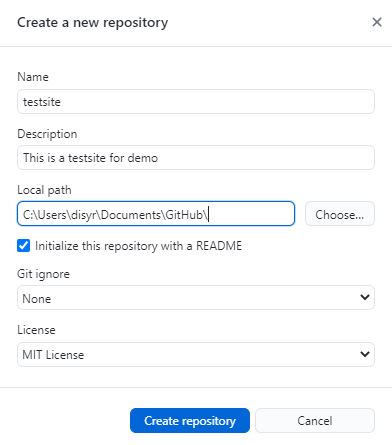 Create a new repository
Name
testsite
Description
This is a testsite for demo
Local path
C:\Users\disyr\Documents\GitHub\
Choose...
Initialize this repository with a README
Git ignore
None
License
MIT License
Create repository
Cancel